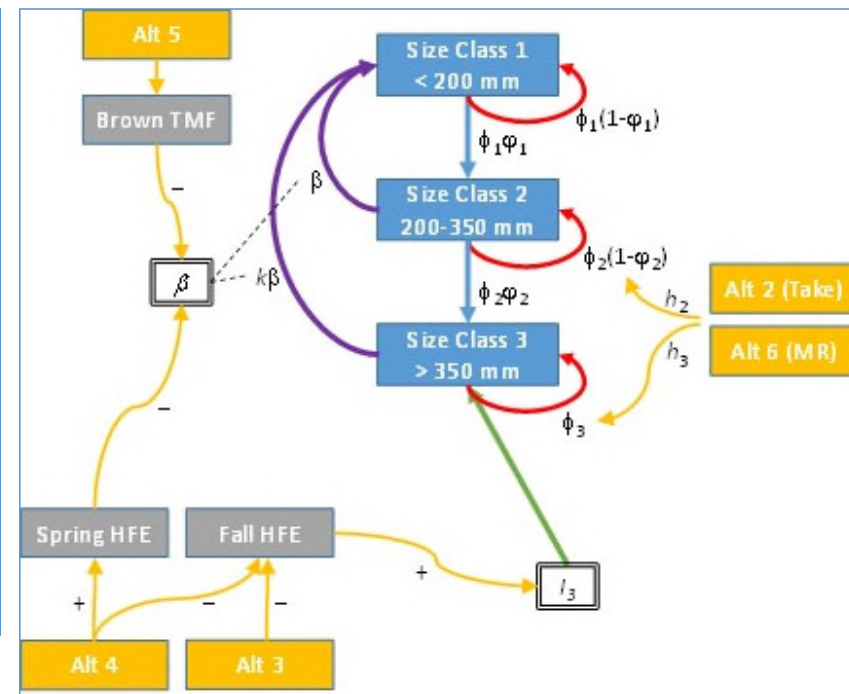 Alt 5
Size Class 1
< 200 mm
Brown TMF
ϕ₁(1-φ₁)
ϕ₁φ₁
–
β
Size Class 2
200-350 mm
β
kβ
ϕ₂(1-φ₂)
ϕ₂φ₂
h₂
Alt 2 (Take)
Size Class 3
> 350 mm
h₃
Alt 6 (MR)
–
ϕ₃
Spring HFE
Fall HFE
+
I₃
+
–
–
Alt 4
Alt 3